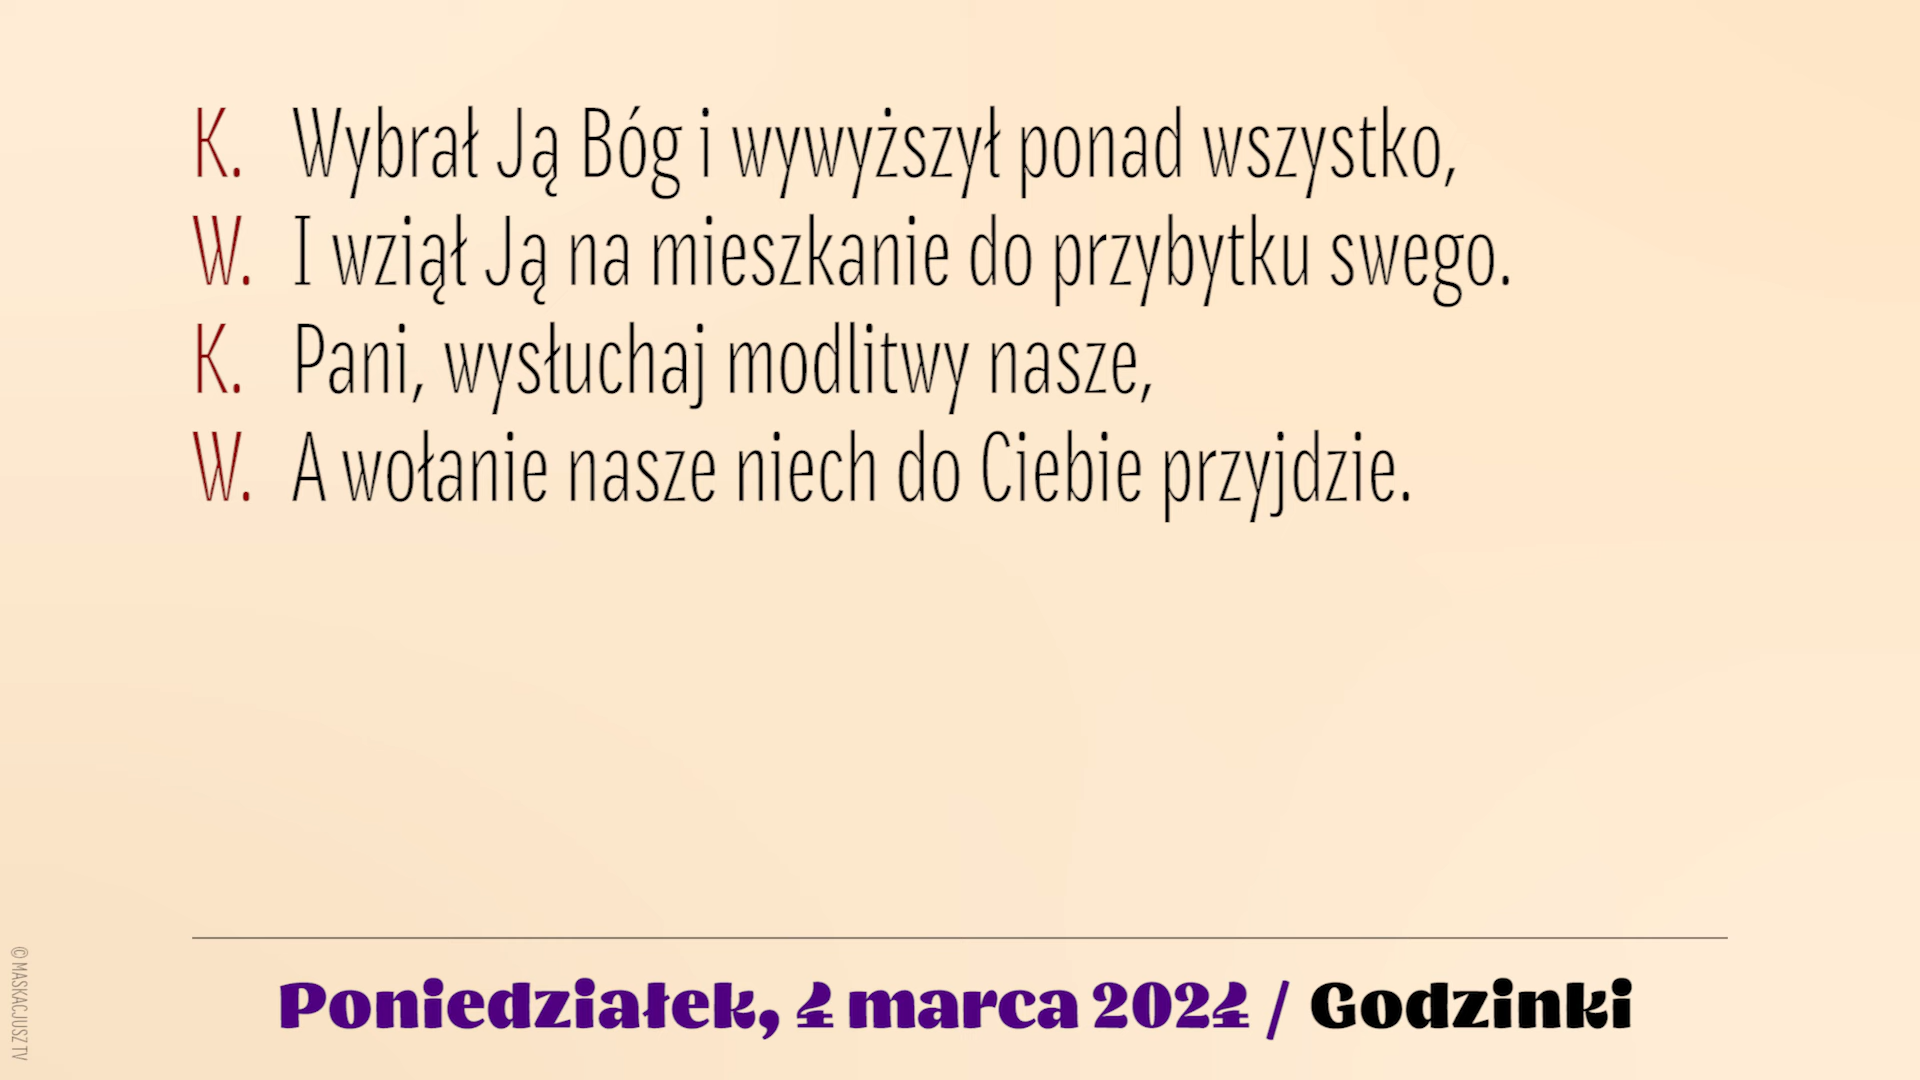 K. Wybrał Ją Bóg i wywyższył ponad wszystko,
W. I wziął Ją na mieszkanie do przybytku swego.
K. Pani, wysłuchaj modlitwy nasze,
W. A wołanie nasze niech do Ciebie przyjdzie.
Poniedziałek, 4 marca 2024 / Godzinki
© MASKACJUSZ TV